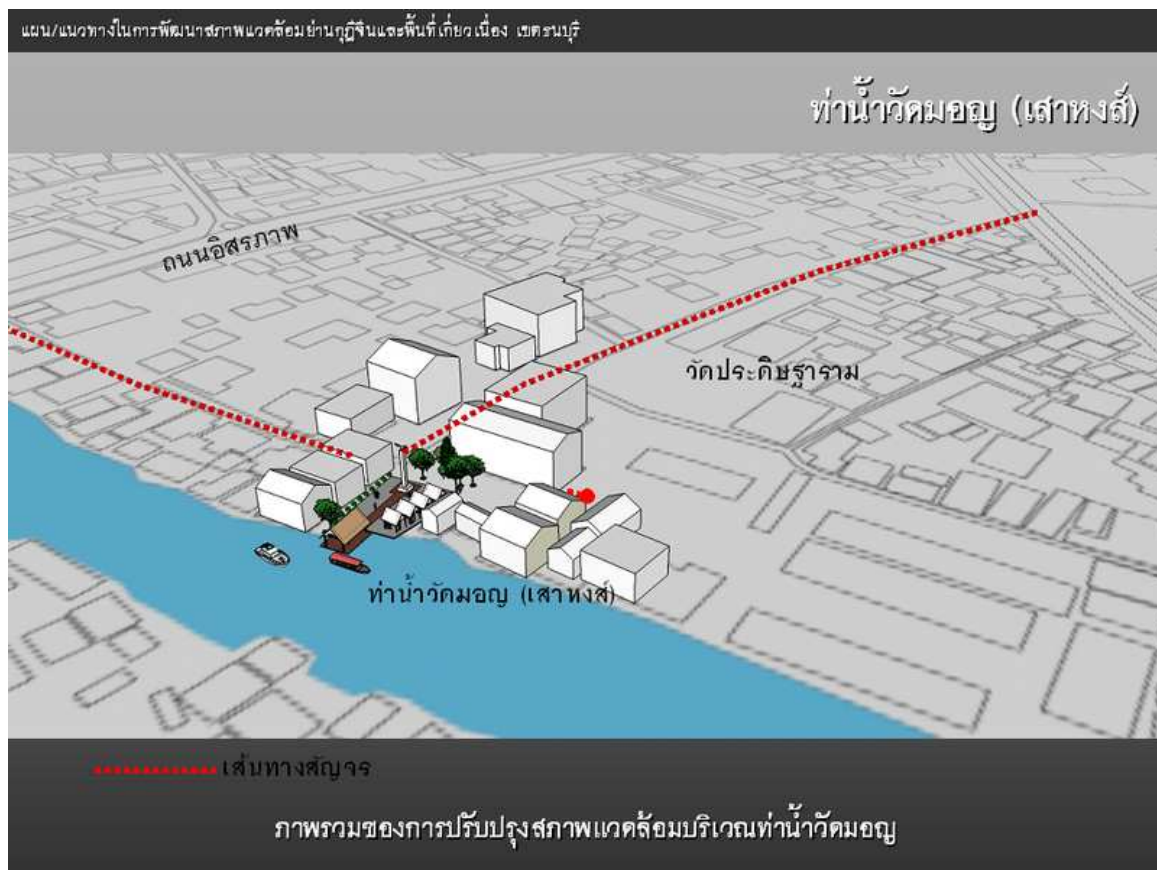 แผน/แนวทางในการพัฒนาสภาพแวดล้อมย่านกุฎีจีนและพื้นที่เกี่ยวเนื่อง เขตธนบุรี
ท่าน้ำวัดมอญ (เสาหงส์)
ถนนอิสรภาพ
วัดประดิษฐาราม
ท่าน้ำวัดมอญ (เสาหงส์)
เส้นทางสัญจร
ภาพรวมของการปรับปรุงสภาพแวดล้อมบริเวณท่าน้ำวัดมอญ